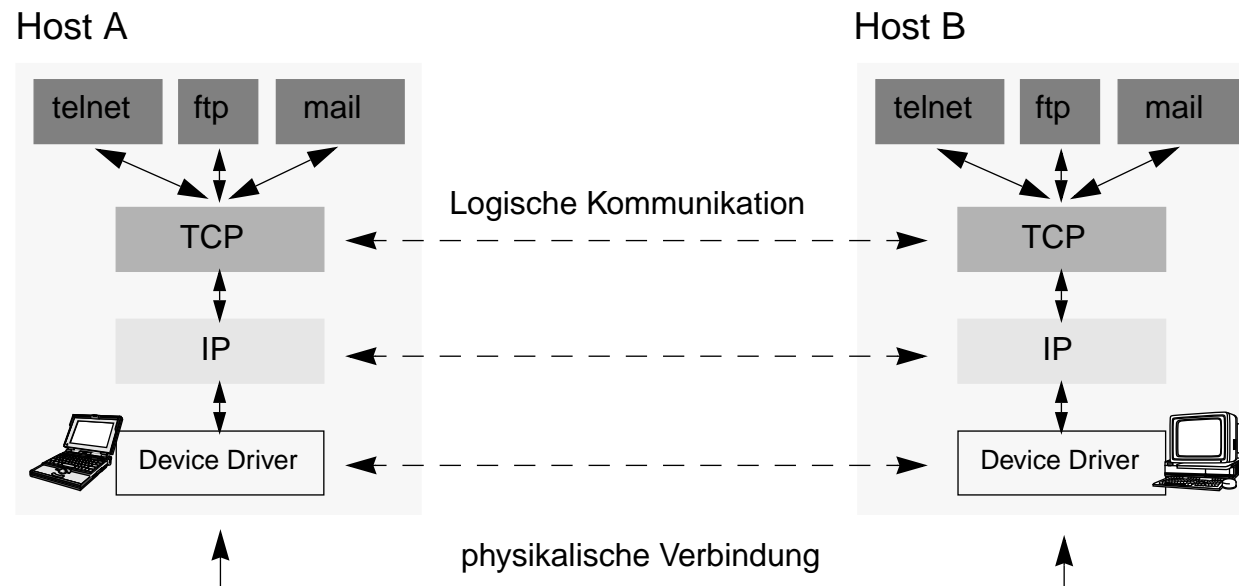 Host A
Host B
telnet ftp mail
telnet ftp mail
Logische Kommunikation
TCP
TCP
IP
IP
Device Driver
Device Driver
physikalische Verbindung